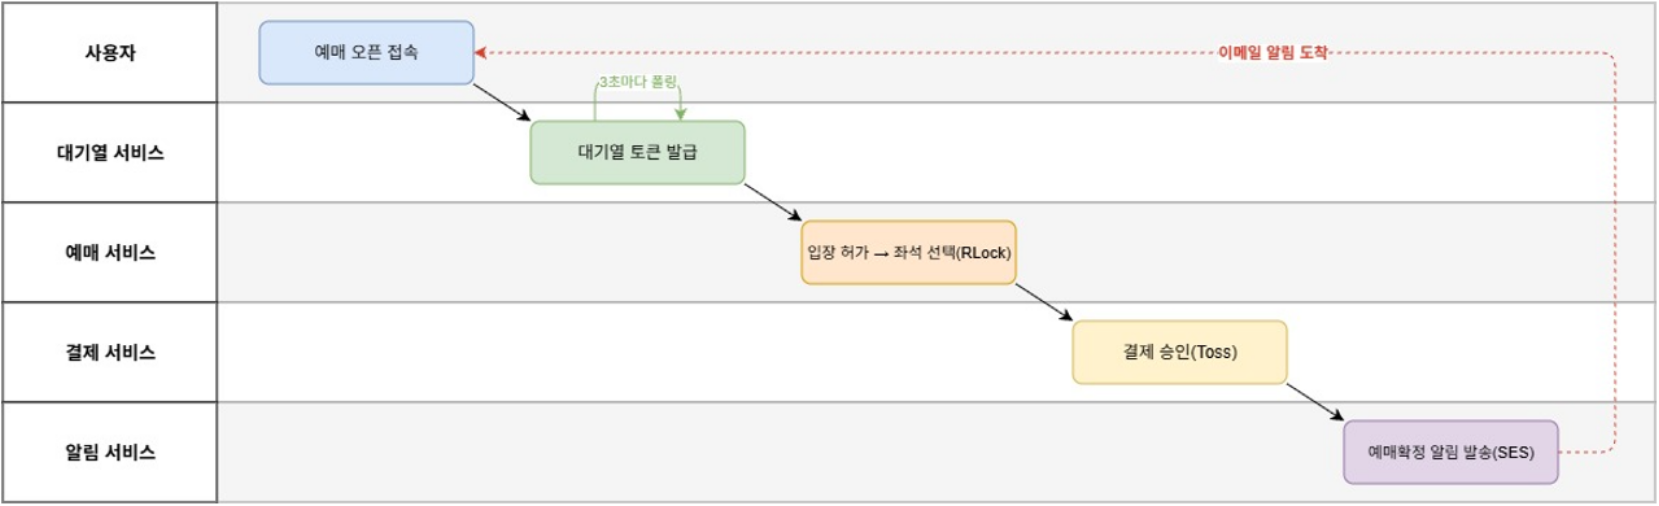 사용자
예매 오픈 접속
이메일 알림 도착
3초마다 폴링
대기열 서비스
대기열 토큰 발급
예매 서비스
입장 허가 → 좌석 선택(RLock)
결제 서비스
결제 승인(Toss)
알림 서비스
예매확정 알림 발송(SES)